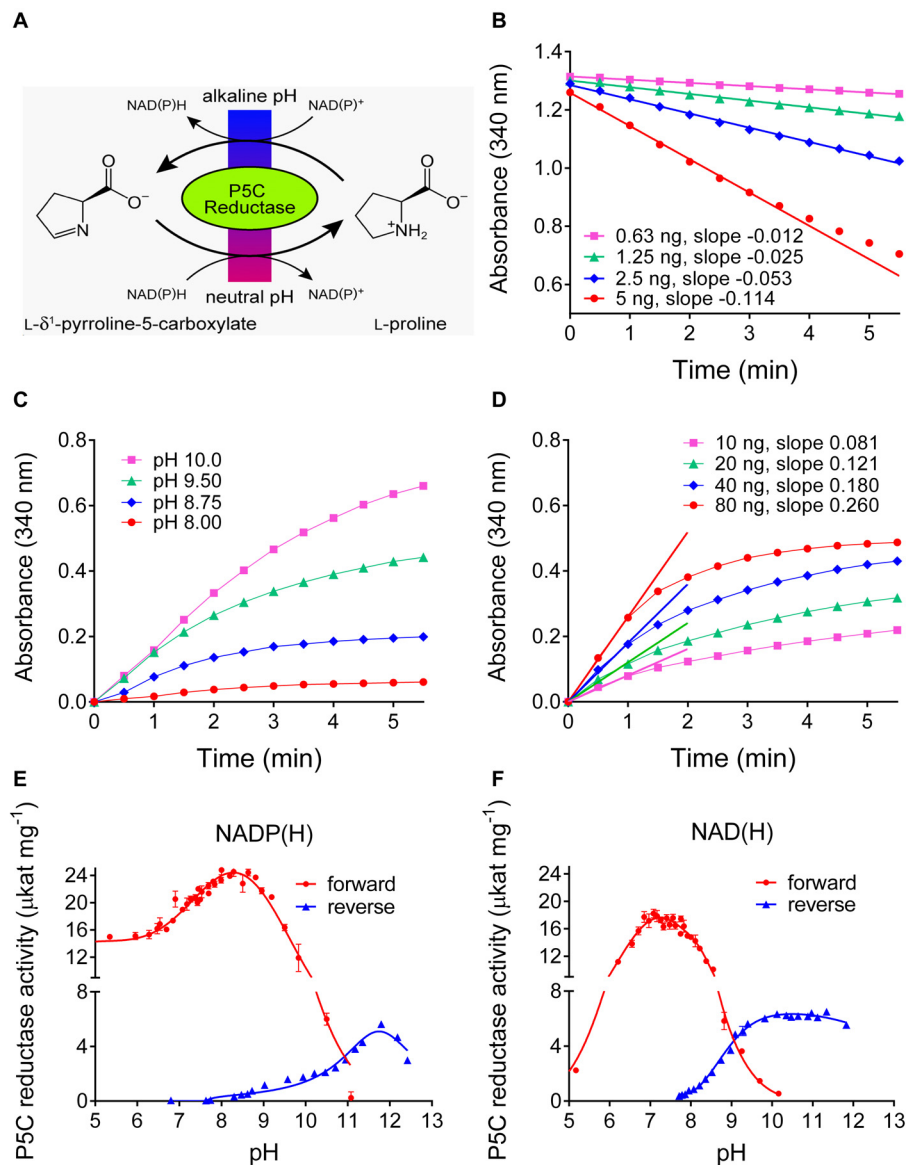 A
NAD(P)H alkaline pH NAD(P)⁺
O
O⁻
N
P5C
Reductase
O
O⁻
N⁺H₂
NAD(P)H neutral pH NAD(P)⁺
L-δ¹-pyrroline-5-carboxylate L-proline
B
Absorbance (340 nm)
1.4
1.2
1.0
0.8
0.6
0.63 ng, slope -0.012
1.25 ng, slope -0.025
2.5 ng, slope -0.053
5 ng, slope -0.114
0 1 2 3 4 5
Time (min)
C
Absorbance (340 nm)
0.8
0.6
0.4
0.2
0.0
pH 10.0
pH 9.50
pH 8.75
pH 8.00
0 1 2 3 4 5
Time (min)
D
Absorbance (340 nm)
0.8
0.6
0.4
0.2
0.0
10 ng, slope 0.081
20 ng, slope 0.121
40 ng, slope 0.180
80 ng, slope 0.260
0 1 2 3 4 5
Time (min)
E
P5C reductase activity (µkat mg⁻¹)
NADP(H)
24
20
16
12
8
4
0
forward
reverse
5 6 7 8 9 10 11 12 13
pH
F
P5C reductase activity (µkat mg⁻¹)
NAD(H)
24
20
16
12
8
4
0
forward
reverse
5 6 7 8 9 10 11 12 13
pH